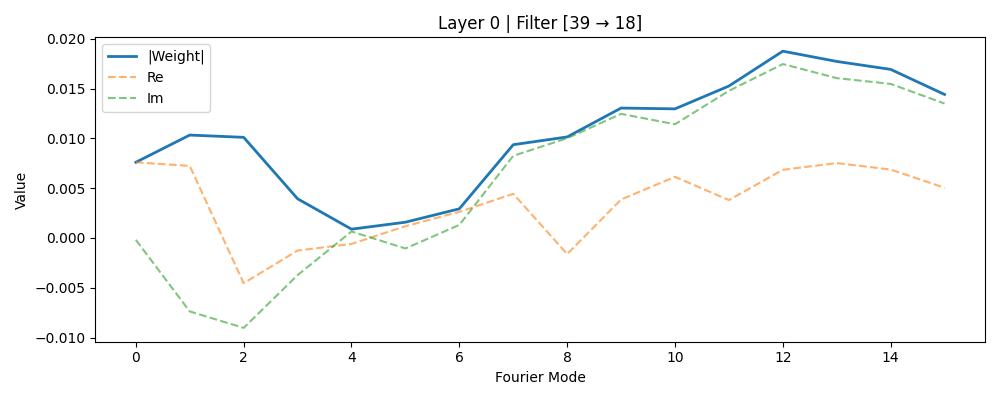 Layer 0 | Filter [39 → 18]
|Weight|
Re
Im
Value
0.020
0.015
0.010
0.005
0.000
−0.005
−0.010
0 2 4 6 8 10 12 14
Fourier Mode